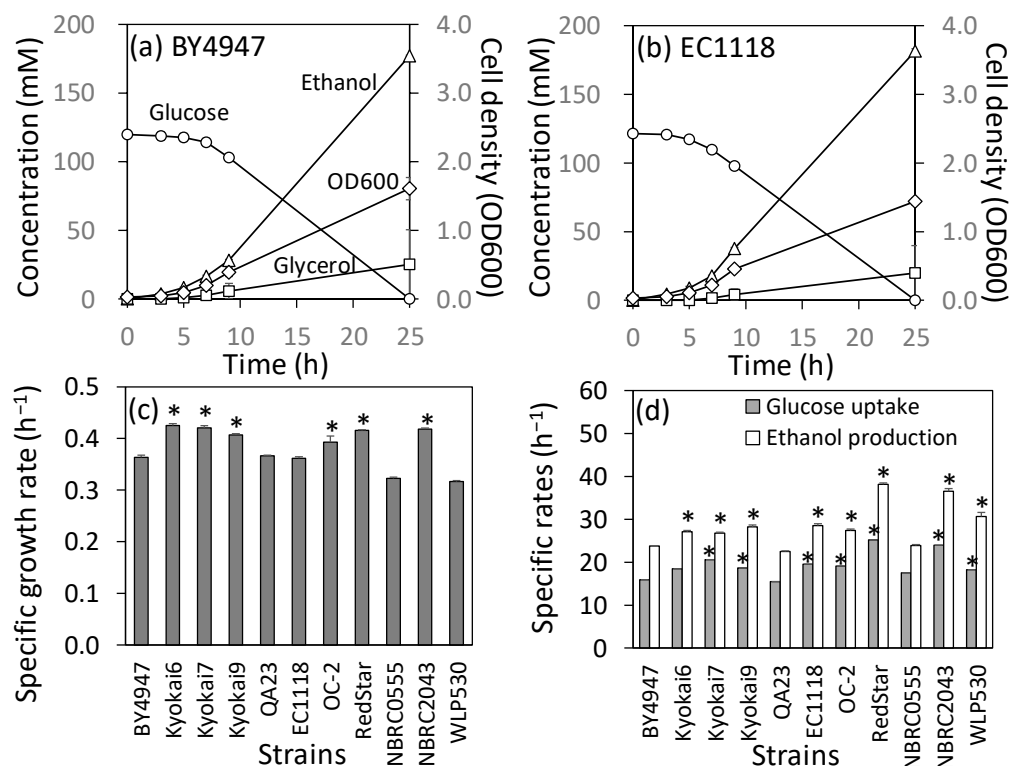 (a) BY4947
Concentration (mM)
200
150
100
50
0
Ethanol
Glucose
OD600
Glycerol
4.0
3.0
2.0
1.0
0.0
Cell density (OD600)
0
5
10
15
20
25
Time (h)
(b) EC1118
Concentration (mM)
200
150
100
50
0
4.0
3.0
2.0
1.0
0.0
Cell density (OD600)
0
5
10
15
20
25
Time (h)
(c)
Specific growth rate (h⁻¹)
0.5
0.4
0.3
0.2
0.1
0.0
* * * * * *
BY4947
Kyokai6
Kyokai7
Kyokai9
QA23
EC1118
OC-2
RedStar
NBRC0555
NBRC2043
WLP530
Strains
(d)
Glucose uptake
Ethanol production
Specific rates (h⁻¹)
60
50
40
30
20
10
0
* * * * * * * * * * * * * * *
BY4947
Kyokai6
Kyokai7
Kyokai9
QA23
EC1118
OC-2
RedStar
NBRC0555
NBRC2043
WLP530
Strains